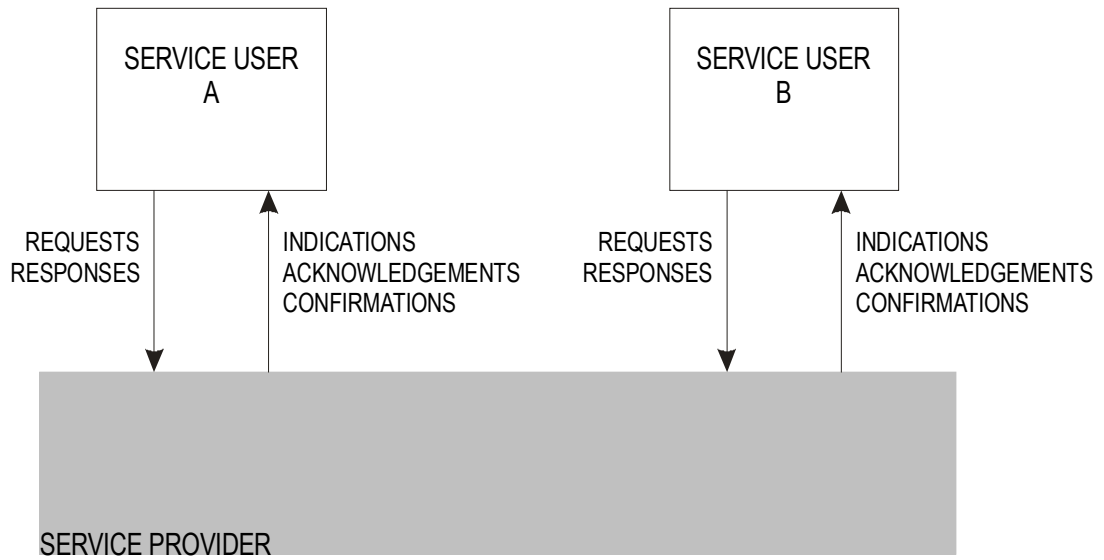 SERVICE USER
A
SERVICE USER
B
REQUESTS
RESPONSES
INDICATIONS
ACKNOWLEDGEMENTS
CONFIRMATIONS
REQUESTS
RESPONSES
INDICATIONS
ACKNOWLEDGEMENTS
CONFIRMATIONS
SERVICE PROVIDER